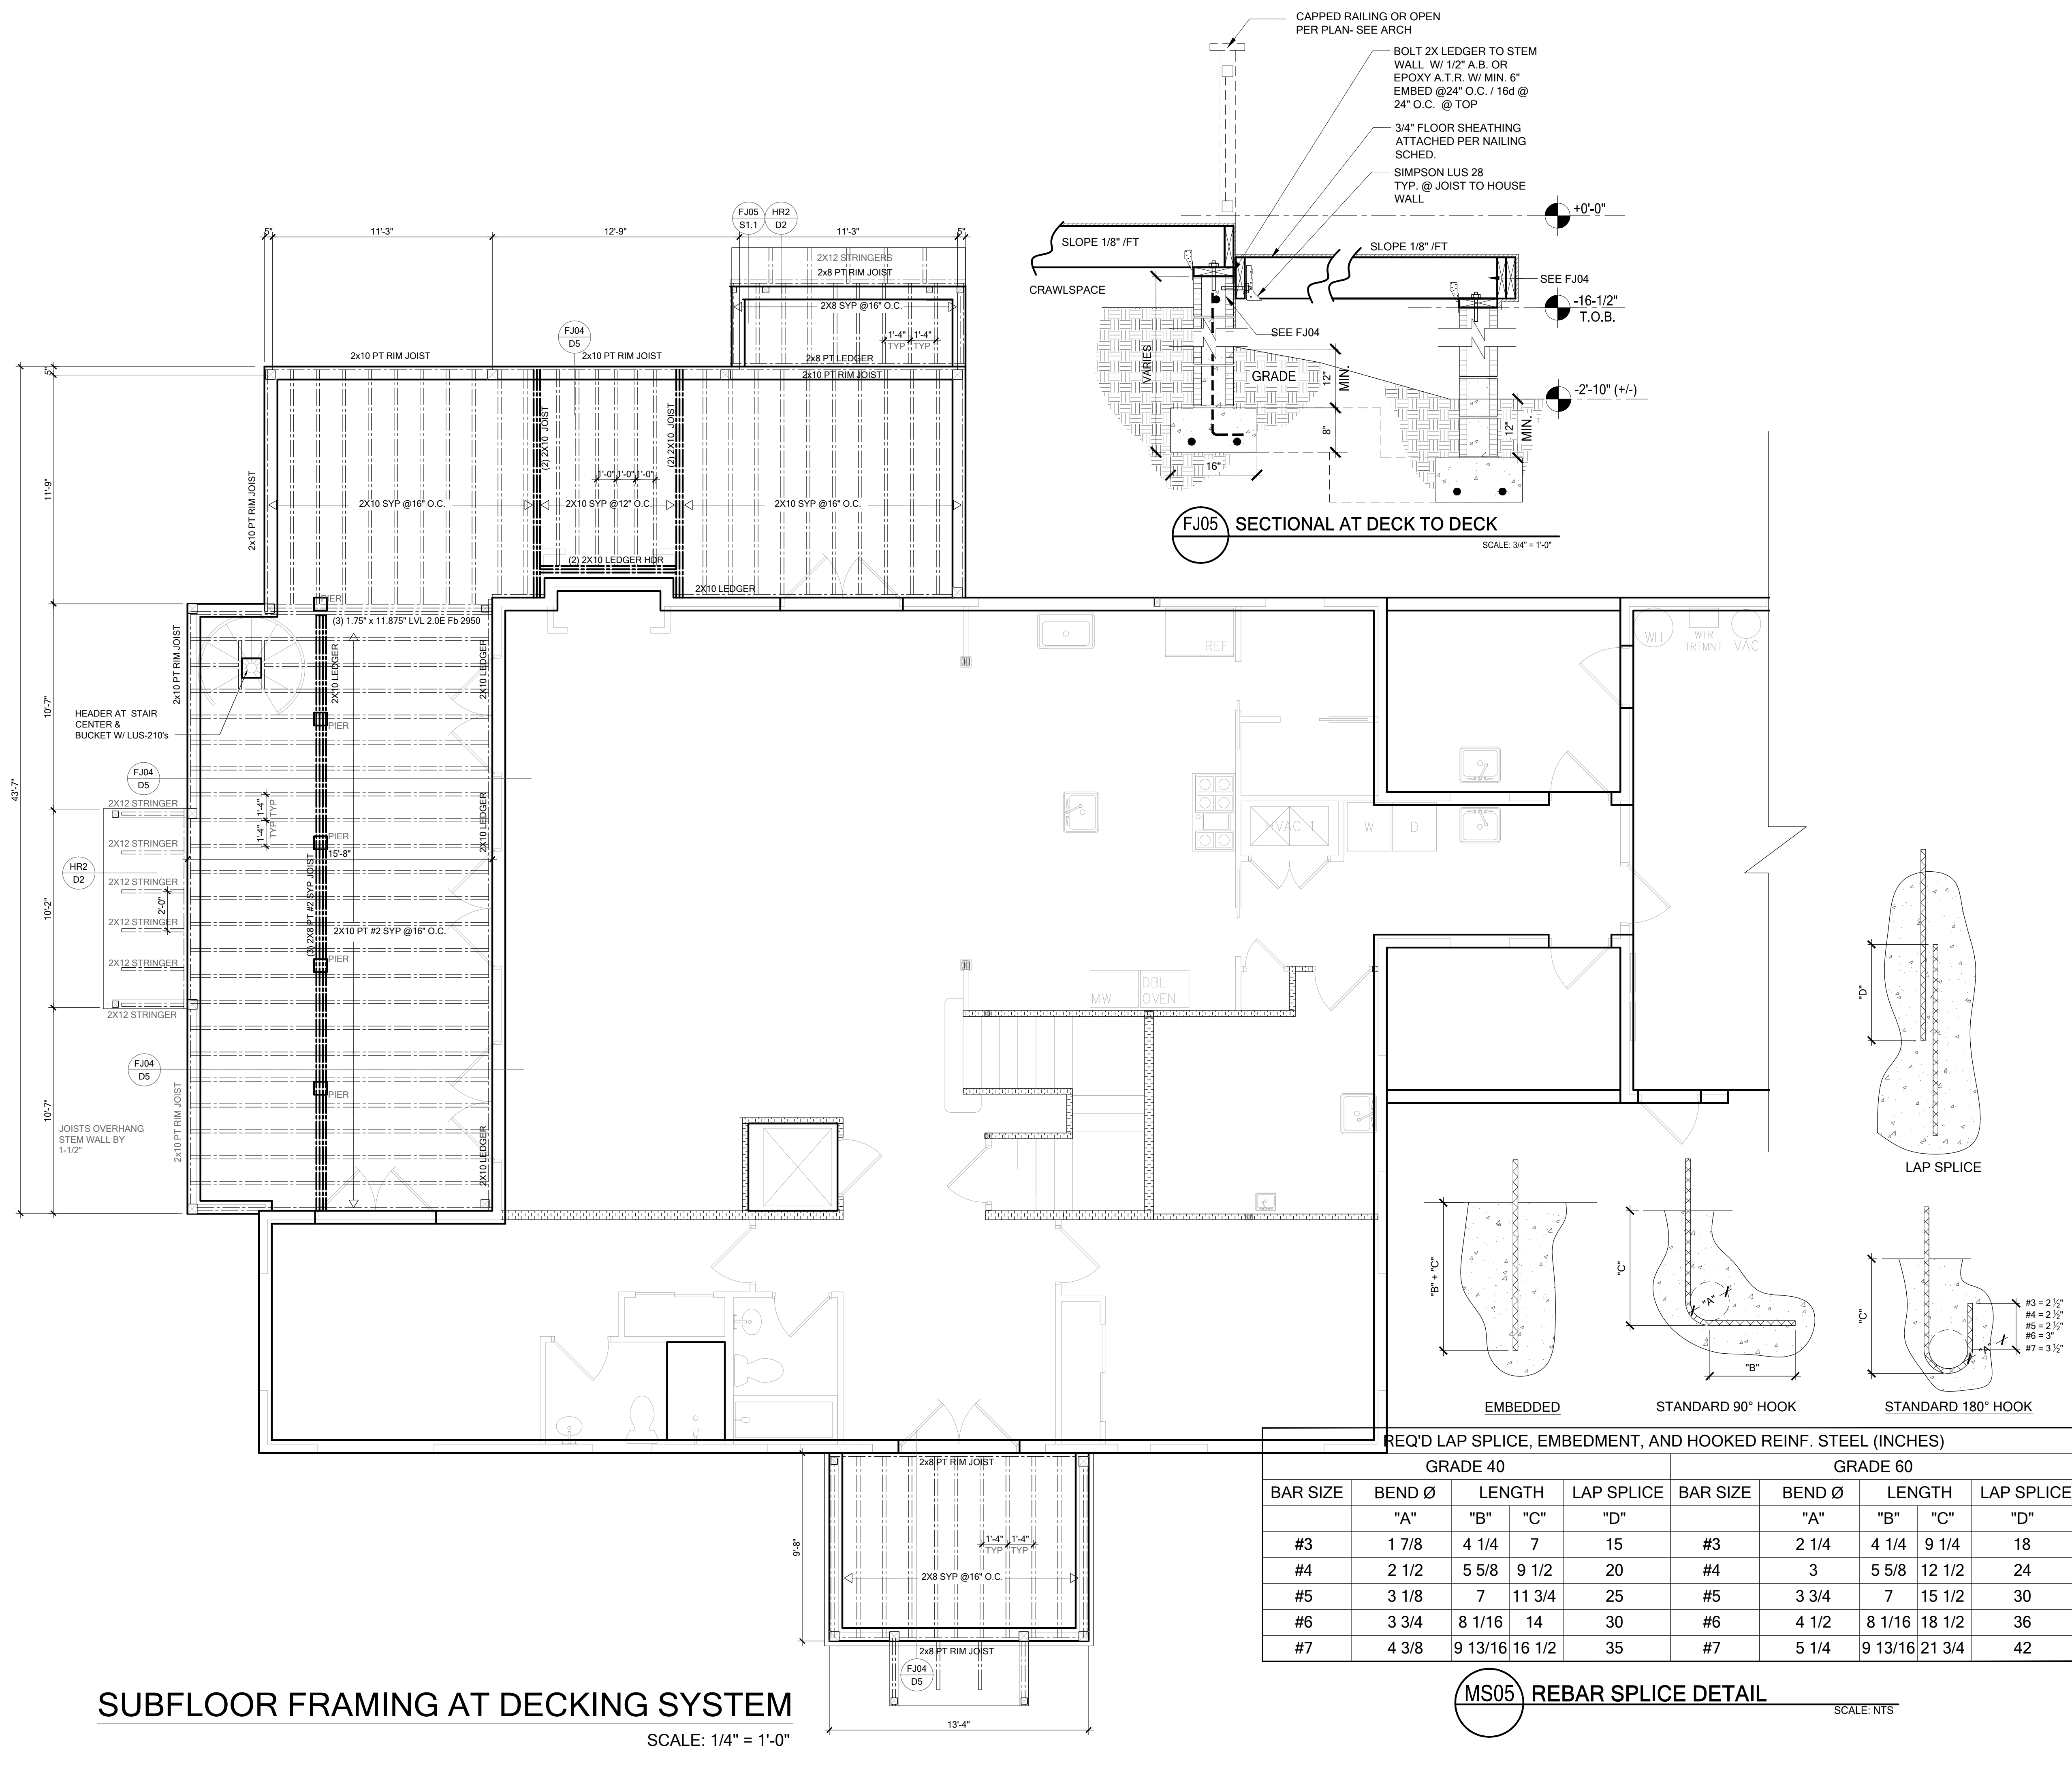 CAPPED RAILING OR OPEN
PER PLAN- SEE ARCH
BOLT 2X LEDGER TO STEM
WALL W/ 1/2" A.B. OR
EPOXY A.T.R. W/ MIN. 6"
EMBED @24" O.C. / 16d @
24" O.C. @ TOP
3/4" FLOOR SHEATHING
ATTACHED PER NAILING
SCHED.
SIMPSON LUS 28
TYP. @ JOIST TO HOUSE
WALL
+0'-0"
SLOPE 1/8" /FT
SLOPE 1/8" /FT
CRAWLSPACE
SEE FJ04
-16-1/2"
T.O.B.
SEE FJ04
VARIES
GRADE
12"
MIN.
-2'-10" (+/-)
8"
12"
MIN.
16"
FJ05
SECTIONAL AT DECK TO DECK
SCALE: 3/4" = 1'-0"
FJ05
S1.1
HR2
D2
5"
11'-3"
12'-9"
11'-3"
5"
2X12 STRINGERS
2x8 PT RIM JOIST
2X8 SYP @16" O.C.
1'-4"
1'-4"
TYP
TYP
FJ04
D5
2x10 PT RIM JOIST
2x10 PT RIM JOIST
2x8 PT LEDGER
2x10 PT RIM JOIST
5"
11'-9"
2x10 PT RIM JOIST
(2) 2X10 JOIST
(2) 2X10 JOIST
1'-0"
1'-0"
1'-0"
2X10 SYP @16" O.C.
2X10 SYP @12" O.C.
2X10 SYP @16" O.C.
(2) 2X10 LEDGER HDR
2X10 LEDGER
PIER
(3) 1.75" x 11.875" LVL 2.0E Fb 2950
2x10 PT RIM JOIST
2X10 LEDGER
2X10 LEDGER
43'-7"
10'-7"
HEADER AT STAIR
CENTER &
BUCKET W/ LUS-210's
PIER
FJ04
D5
2X12 STRINGER
1'-4"
1'-4"
TYP
TYP
PIER
15'-8"
2X10 LEDGER
2X12 STRINGER
HR2
D2
2X12 STRINGER
10'-2"
2'-0"
2X12 STRINGER
(3) 2X8 PT #2 SYP JOIST
2X10 PT #2 SYP @16" O.C.
2X12 STRINGER
PIER
2X12 STRINGER
FJ04
D5
PIER
10'-7"
JOISTS OVERHANG
STEM WALL BY
1-1/2"
2x10 PT RIM JOIST
2X10 LEDGER
REF
WH
WTR
TRTMNT
VAC
HVAC 1
W
D
MW
DBL
OVEN
2x8 PT RIM JOIST
9'-8"
1'-4"
1'-4"
TYP
TYP
2X8 SYP @16" O.C.
2x8 PT RIM JOIST
FJ04
D5
13'-4"
"D"
LAP SPLICE
"B" + "C"
EMBEDDED
"C"
"A"
"B"
STANDARD 90° HOOK
"C"
"A"
#3 = 2 ½"
#4 = 2 ½"
#5 = 2 ½"
#6 = 3"
#7 = 3 ½"
STANDARD 180° HOOK
REQ'D LAP SPLICE, EMBEDMENT, AND HOOKED REINF. STEEL (INCHES)
GRADE 40 GRADE 60
BAR SIZE BEND Ø LENGTH LAP SPLICE BAR SIZE BEND Ø LENGTH LAP SPLICE
"A" "B" "C" "D" "A" "B" "C" "D"
#3 1 7/8 4 1/4 7 15 #3 2 1/4 4 1/4 9 1/4 18
#4 2 1/2 5 5/8 9 1/2 20 #4 3 5 5/8 12 1/2 24
#5 3 1/8 7 11 3/4 25 #5 3 3/4 7 15 1/2 30
#6 3 3/4 8 1/16 14 30 #6 4 1/2 8 1/16 18 1/2 36
#7 4 3/8 9 13/16 16 1/2 35 #7 5 1/4 9 13/16 21 3/4 42
MS05
REBAR SPLICE DETAIL
SCALE: NTS
SUBFLOOR FRAMING AT DECKING SYSTEM
SCALE: 1/4" = 1'-0"